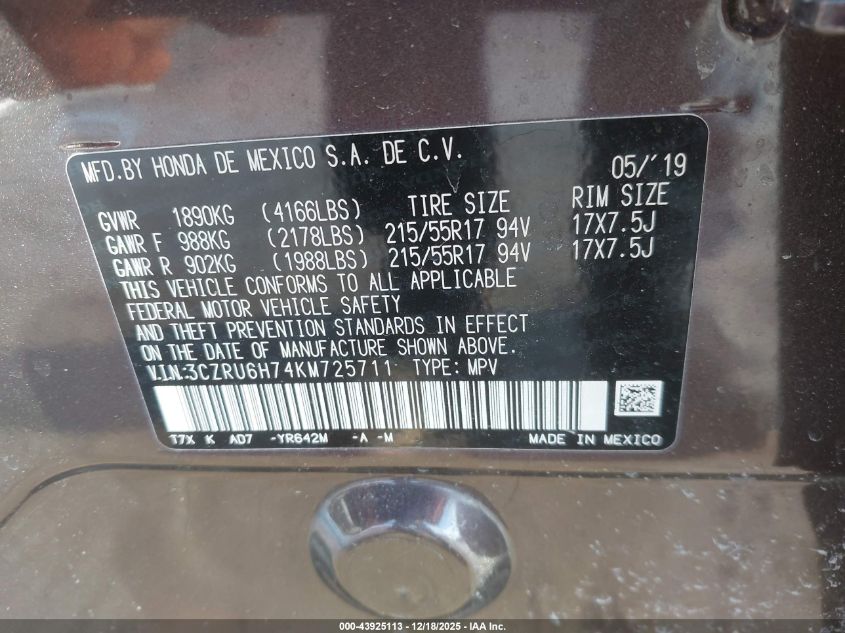 MFD.BY HONDA DE MEXICO S.A. DE C.V. 05/'19
GVWR 1890KG (4166LBS) TIRE SIZE RIM SIZE
GAWR F 988KG (2178LBS) 215/55R17 94V 17X7.5J
GAWR R 902KG (1988LBS) 215/55R17 94V 17X7.5J
THIS VEHICLE CONFORMS TO ALL APPLICABLE
FEDERAL MOTOR VEHICLE SAFETY
AND THEFT PREVENTION STANDARDS IN EFFECT
ON THE DATE OF MANUFACTURE SHOWN ABOVE.
V.I.N:3CZRU6H74KM725711 TYPE: MPV
T7X K AD7 -YR642M -A -M MADE IN MEXICO
000-43925113 - 12/18/2025 - IAA Inc.